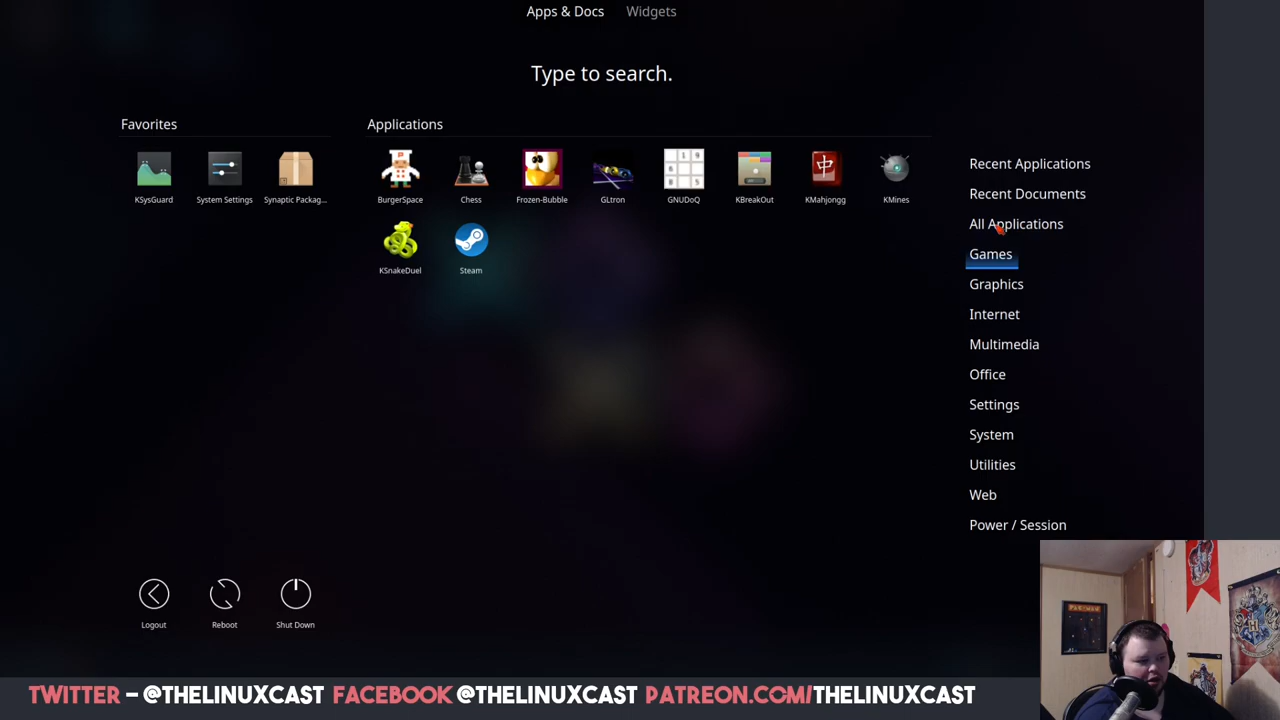 Apps & Docs Widgets
Type to search.
Favorites
KSysGuard System Settings Synaptic Packag...
Applications
BurgerSpace Chess Frozen-Bubble GLtron GNUDoQ KBreakOut KMahjongg KMines
KSnakeDuel Steam
Recent Applications
Recent Documents
All Applications
Games
Graphics
Internet
Multimedia
Office
Settings
System
Utilities
Web
Power / Session
Logout Reboot Shut Down
PAC-MAN
TWITTER – @THELINUXCAST FACEBOOK @THELINUXCAST PATREON.COM/THELINUXCAST